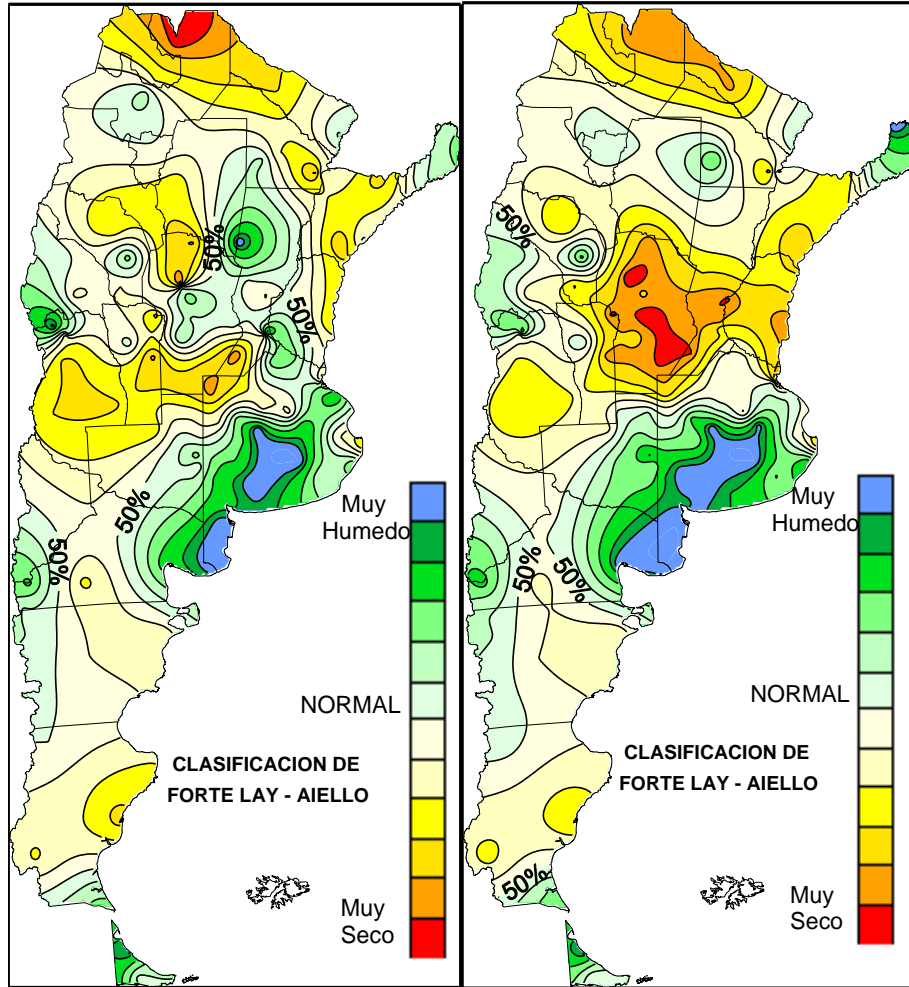 50%
50%
50%
50%
Muy
Humedo
NORMAL
CLASIFICACION DE
FORTE LAY - AIELLO
Muy
Seco
50%
50%
50%
Muy
Humedo
NORMAL
CLASIFICACION DE
FORTE LAY - AIELLO
Muy
Seco
50%